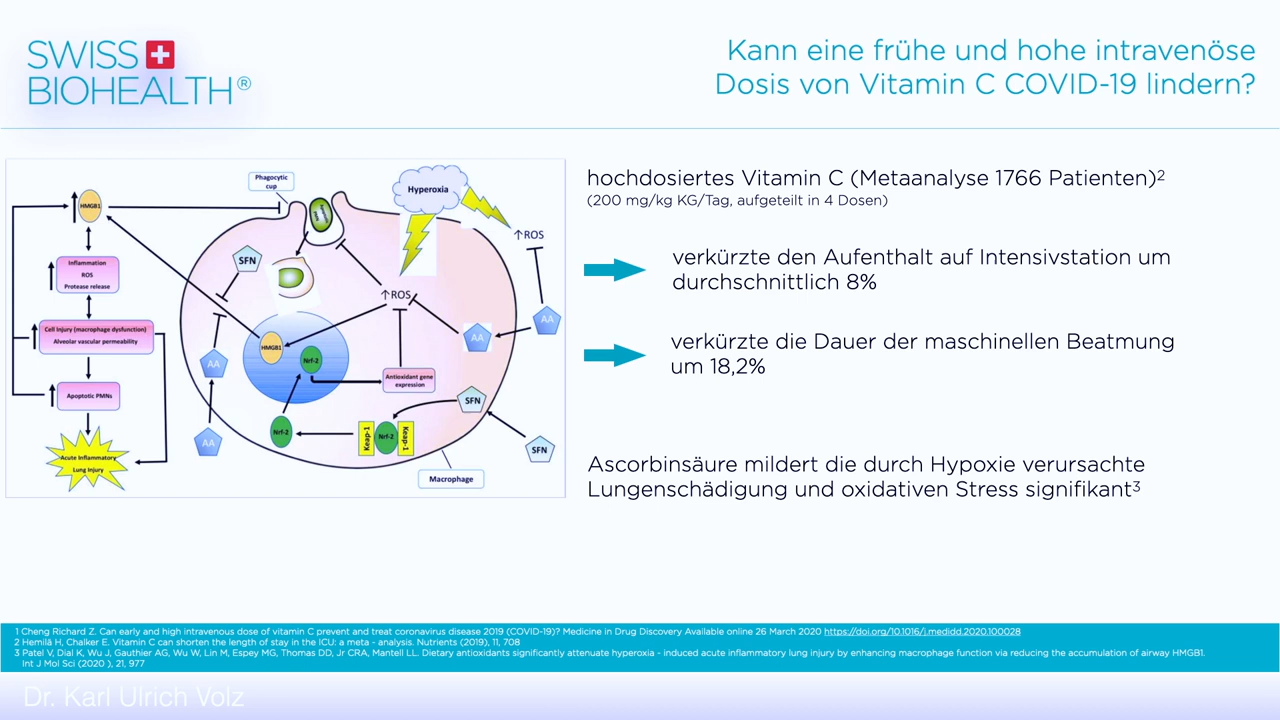 SWISS
BIOHEALTH®
Kann eine frühe und hohe intravenöse
Dosis von Vitamin C COVID-19 lindern?
Phagocytic
cup
Hyperoxia
HMGB1
↑ROS
SFN
Inflammation
ROS
Protease release
↑ROS
AA
AA
Cell Injury (macrophage dysfunction)
Alveolar vascular permeability
HMGB1
Nrf-2
AA
Antioxidant gene
expression
Apoptotic PMNs
SFN
AA
Nrf-2
Keap-1
Nrf-2
Keap-1
SFN
Acute Inflammatory
Lung Injury
Macrophage
hochdosiertes Vitamin C (Metaanalyse 1766 Patienten)2
(200 mg/kg KG/Tag, aufgeteilt in 4 Dosen)
verkürzte den Aufenthalt auf Intensivstation um
durchschnittlich 8%
verkürzte die Dauer der maschinellen Beatmung
um 18,2%
Ascorbinsäure mildert die durch Hypoxie verursachte
Lungenschädigung und oxidativen Stress signifikant3
1 Cheng Richard Z. Can early and high intravenous dose of vitamin C prevent and treat coronavirus disease 2019 (COVID-19)? Medicine in Drug Discovery Available online 26 March 2020 https://doi.org/10.1016/j.medidd.2020.100028
2 Hemilä H, Chalker E. Vitamin C can shorten the length of stay in the ICU: a meta - analysis. Nutrients (2019), 11, 708
3 Patel V, Dial K, Wu J, Gauthier AG, Wu W, Lin M, Espey MG, Thomas DD, Jr CRA, Mantell LL. Dietary antioxidants significantly attenuate hyperoxia - induced acute inflammatory lung injury by enhancing macrophage function via reducing the accumulation of airway HMGB1.
Int J Mol Sci (2020 ), 21, 977
Dr. Karl Ulrich Volz